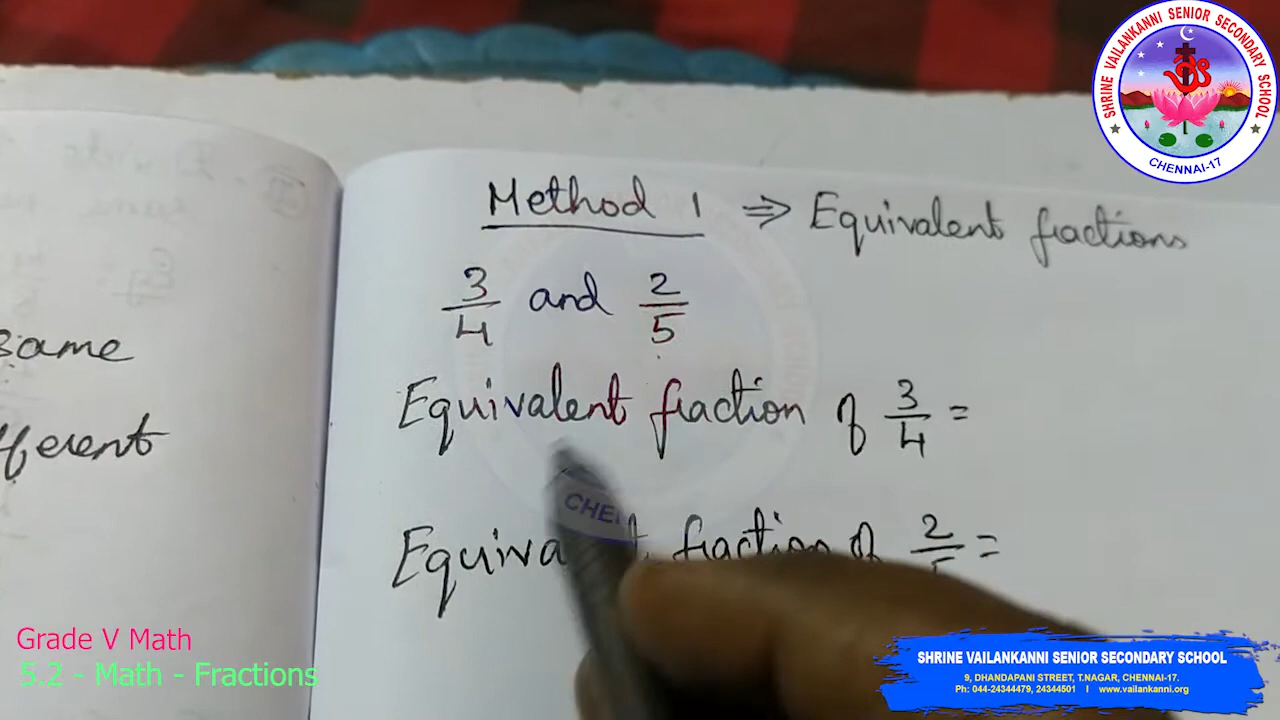 SHRINE VAILANKANNI SENIOR SECONDARY SCHOOL
CHENNAI-17
Method 1 ⇒ Equivalent fractions
3/4 and 2/5
same
fferent
Equivalent fraction of 3/4 =
CHEN
Equiva fraction of 2/5 =
Grade V Math
5.2 - Math - Fractions
SHRINE VAILANKANNI SENIOR SECONDARY SCHOOL
9, DHANDAPANI STREET, T.NAGAR, CHENNAI-17.
Ph: 044-24344479, 24344501 I www.vailankanni.org